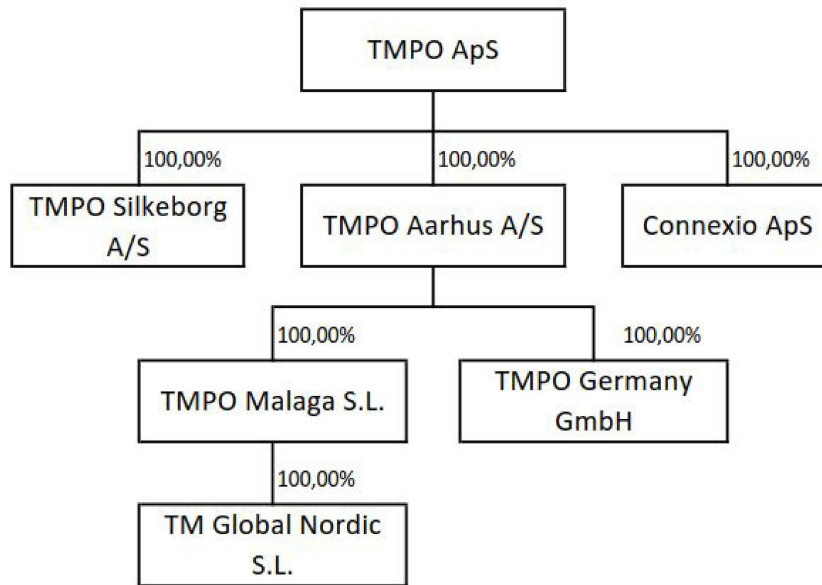 TMPO ApS
100,00%
100,00%
100,00%
TMPO Silkeborg
A/S
TMPO Aarhus A/S
Connexio ApS
100,00%
100,00%
TMPO Malaga S.L.
TMPO Germany
GmbH
100,00%
TM Global Nordic
S.L.